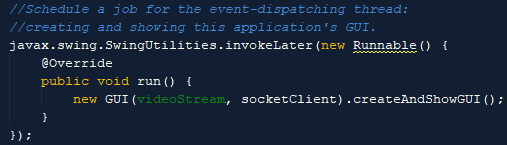 //Schedule a job for the event-dispatching thread:
//creating and showing this application's GUI.
javax.swing.SwingUtilities.invokeLater(new Runnable() {
    @Override
    public void run() {
        new GUI(videoStream, socketClient).createAndShowGUI();
    }
});